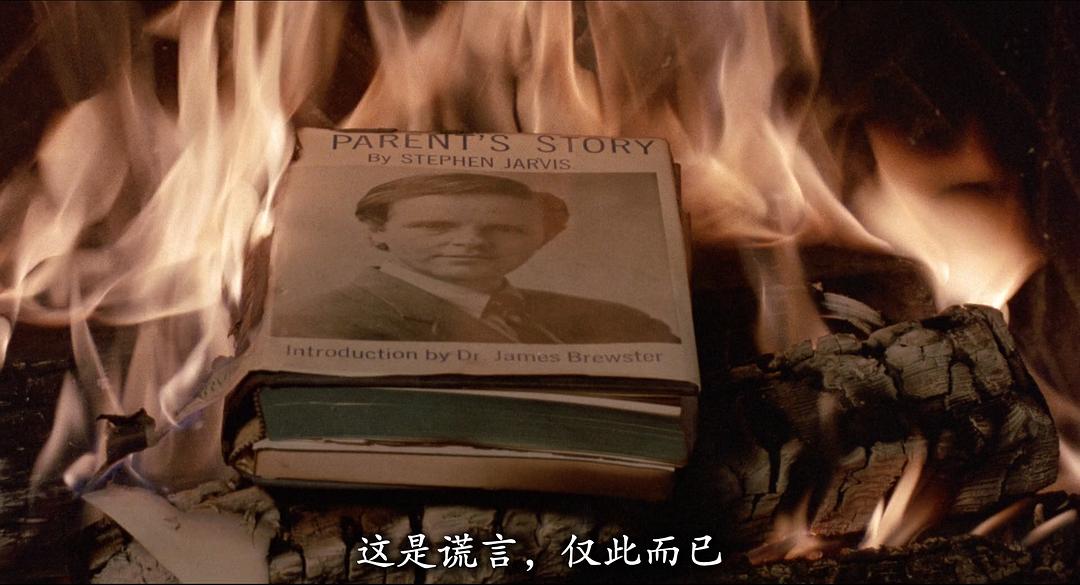 PARENT'S STORY
By STEPHEN JARVIS.
Introduction by Dr. James Brewster
这是谎言，仅此而已